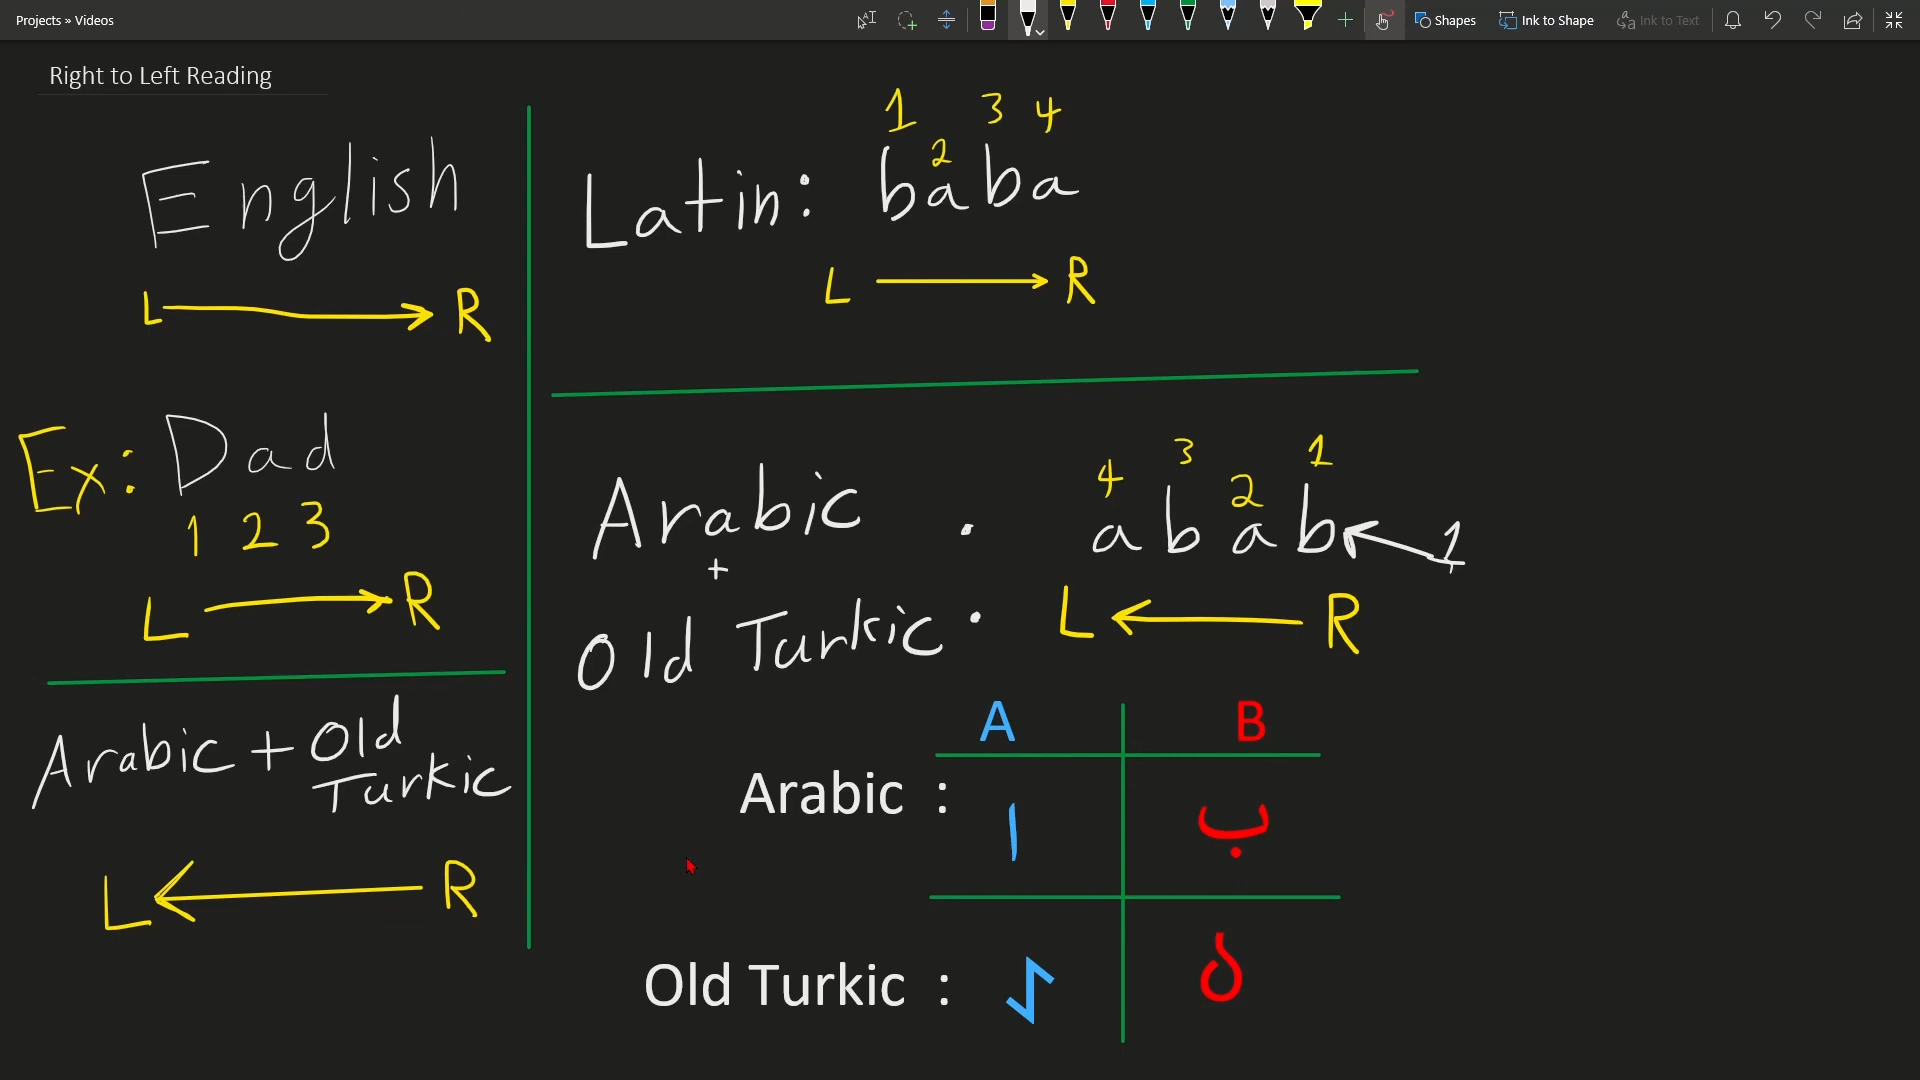 Projects » Videos
Shapes
Ink to Shape
Ink to Text
Right to Left Reading
English
L R
Ex: Dad
1 2 3
L R
Arabic + Old
Turkic
L R
1 2 3 4
Latin: baba
L R
4 3 2 1
Arabic : a b a b 1
+
Old Turkic
L R
A B
Arabic : ا ب
Old Turkic : 𐰀 𐰉